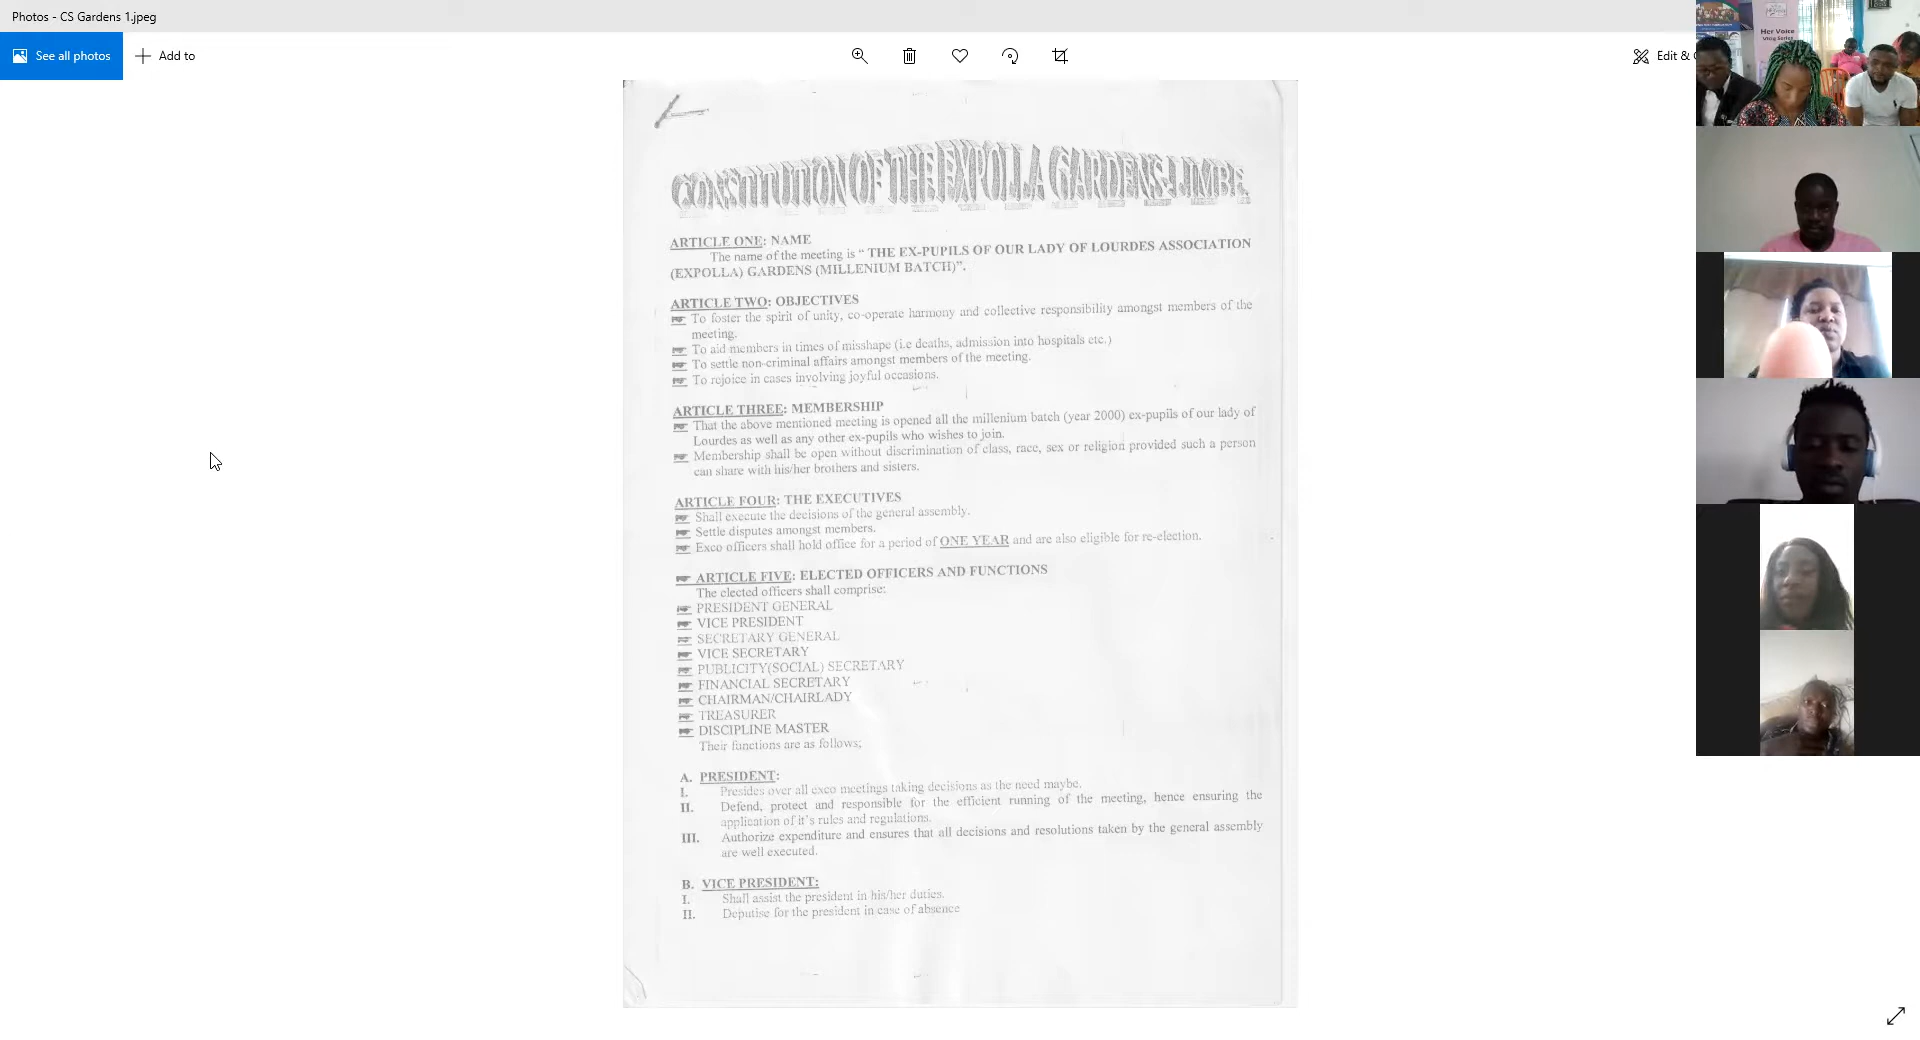 Photos - CS Gardens 1.jpeg
See all photos
Add to
Edit &
Her Voice
CONSTITUTION OF THE EXPOLLA GARDENS-LIMBE.
ARTICLE ONE: NAME
The name of the meeting is “ THE EX-PUPILS OF OUR LADY OF LOURDES ASSOCIATION
(EXPOLLA) GARDENS (MILLENIUM BATCH)”.
ARTICLE TWO: OBJECTIVES
To foster the spirit of unity, co-operate harmony and collective responsibility amongst members of the
meeting.
To aid members in times of misshape (i.e deaths, admission into hospitals etc.)
To settle non-criminal affairs amongst members of the meeting.
To rejoice in cases involving joyful occasions.
ARTICLE THREE: MEMBERSHIP
That the above mentioned meeting is opened all the millenium batch (year 2000) ex-pupils of our lady of
Lourdes as well as any other ex-pupils who wishes to join.
Membership shall be open without discrimination of class, race, sex or religion provided such a person
can share with his/her brothers and sisters.
ARTICLE FOUR: THE EXECUTIVES
Shall execute the decisions of the general assembly.
Settle disputes amongst members.
Exco officers shall hold office for a period of ONE YEAR and are also eligible for re-election.
ARTICLE FIVE: ELECTED OFFICERS AND FUNCTIONS
The elected officers shall comprise:
PRESIDENT GENERAL
VICE PRESIDENT
SECRETARY GENERAL
VICE SECRETARY
PUBLICITY(SOCIAL) SECRETARY
FINANCIAL SECRETARY
CHAIRMAN/CHAIRLADY
TREASURER
DISCIPLINE MASTER
Their functions are as follows;
A. PRESIDENT:
I. Presides over all exco meetings taking decisions as the need maybe.
II. Defend, protect and responsible for the efficient running of the meeting, hence ensuring the
application of it's rules and regulations.
III. Authorize expenditure and ensures that all decisions and resolutions taken by the general assembly
are well executed.
B. VICE PRESIDENT:
I. Shall assist the president in his/her duties.
II. Deputise for the president in case of absence